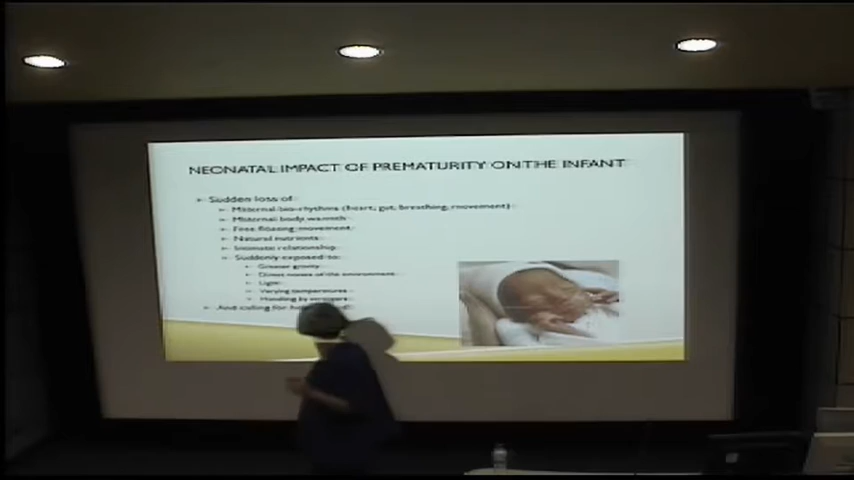 NEONATAL IMPACT OF PREMATURITY ON THE INFANT
Sudden loss of
Maternal bio-rhythms (heart, gut, breathing, movement)
Maternal body warmth
Free floating movement
Natural nutrients
Intimate relationship
Suddenly exposed to:
Greater gravity
Direct noises of the environment
Light
Varying temperatures
Handling by strangers
And calling for